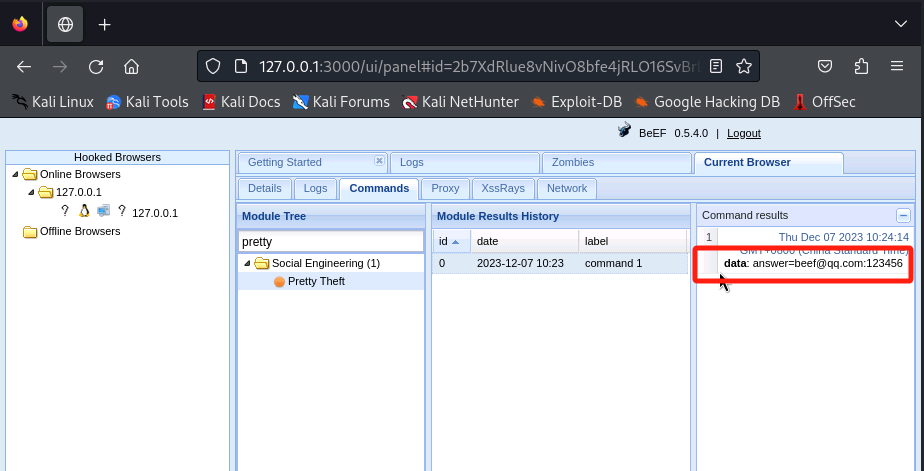 127.0.0.1:3000/ui/panel#id=2b7XdRlue8vNivO8bfe4jRLO16SvBr
Kali Linux Kali Tools Kali Docs Kali Forums Kali NetHunter Exploit-DB Google Hacking DB OffSec
BeEF 0.5.4.0 | Logout
Hooked Browsers
Online Browsers
127.0.0.1
? ? 127.0.0.1
Offline Browsers
Getting Started Logs Zombies Current Browser
Details Logs Commands Proxy XssRays Network
Module Tree
pretty
Social Engineering (1)
Pretty Theft
Module Results History
id date label
0 2023-12-07 10:23 command 1
Command results
1 Thu Dec 07 2023 10:24:14
GMT+0800 (China Standard Time)
data: answer=beef@qq.com:123456